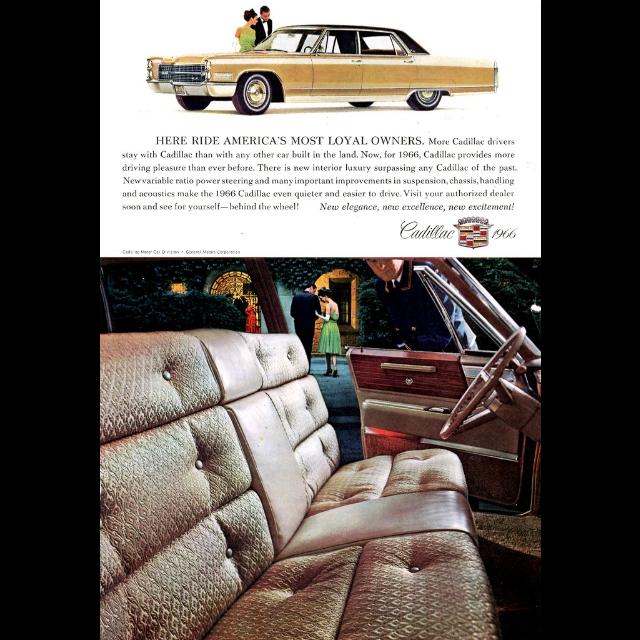 HERE RIDE AMERICA'S MOST LOYAL OWNERS. More Cadillac drivers
stay with Cadillac than with any other car built in the land. Now, for 1966, Cadillac provides more
driving pleasure than ever before. There is new interior luxury surpassing any Cadillac of the past.
New variable ratio power steering and many important improvements in suspension, chassis, handling
and acoustics make the 1966 Cadillac even quieter and easier to drive. Visit your authorized dealer
soon and see for yourself—behind the wheel! New elegance, new excellence, new excitement!
Cadillac 1966
Cadillac Motor Car Division • General Motors Corporation